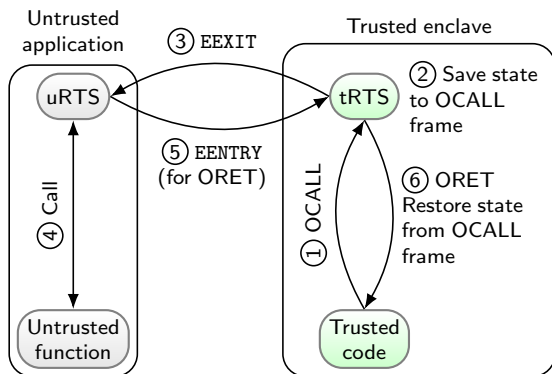 Untrusted
application
Trusted enclave
③ EEXIT
uRTS
tRTS
② Save state
to OCALL
frame
⑤ EENTRY
(for ORET)
④ Call
① OCALL
⑥ ORET
Restore state
from OCALL
frame
Untrusted
function
Trusted
code